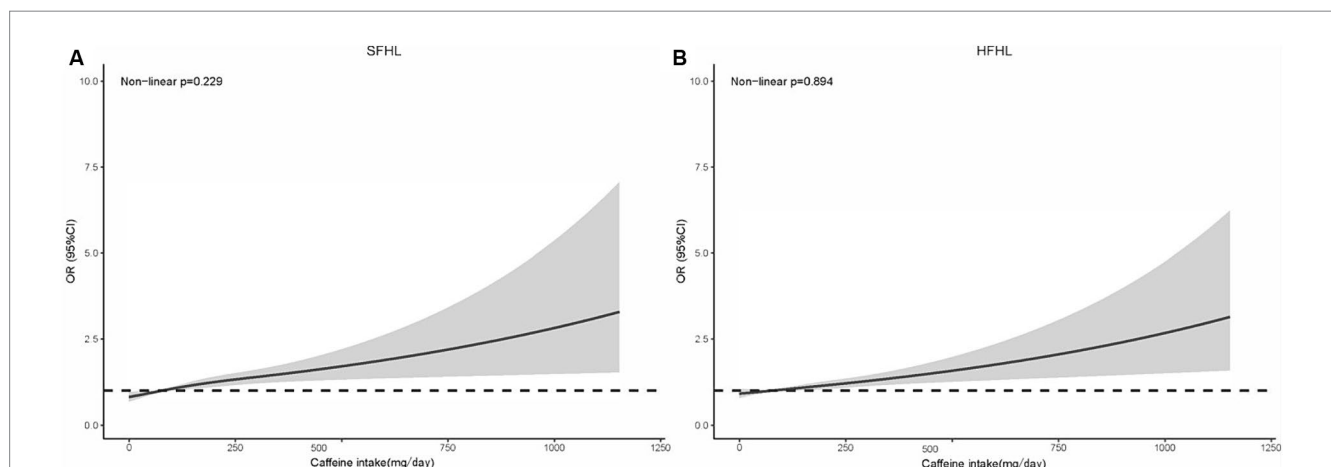 A
SFHL
Non-linear p=0.229
10.0
7.5
5.0
2.5
0.0
OR (95%CI)
0
250
500
750
1000
1250
Caffeine intake(mg/day)
B
HFHL
Non-linear p=0.894
10.0
7.5
5.0
2.5
0.0
OR (95%CI)
0
250
500
750
1000
1250
Caffeine intake(mg/day)